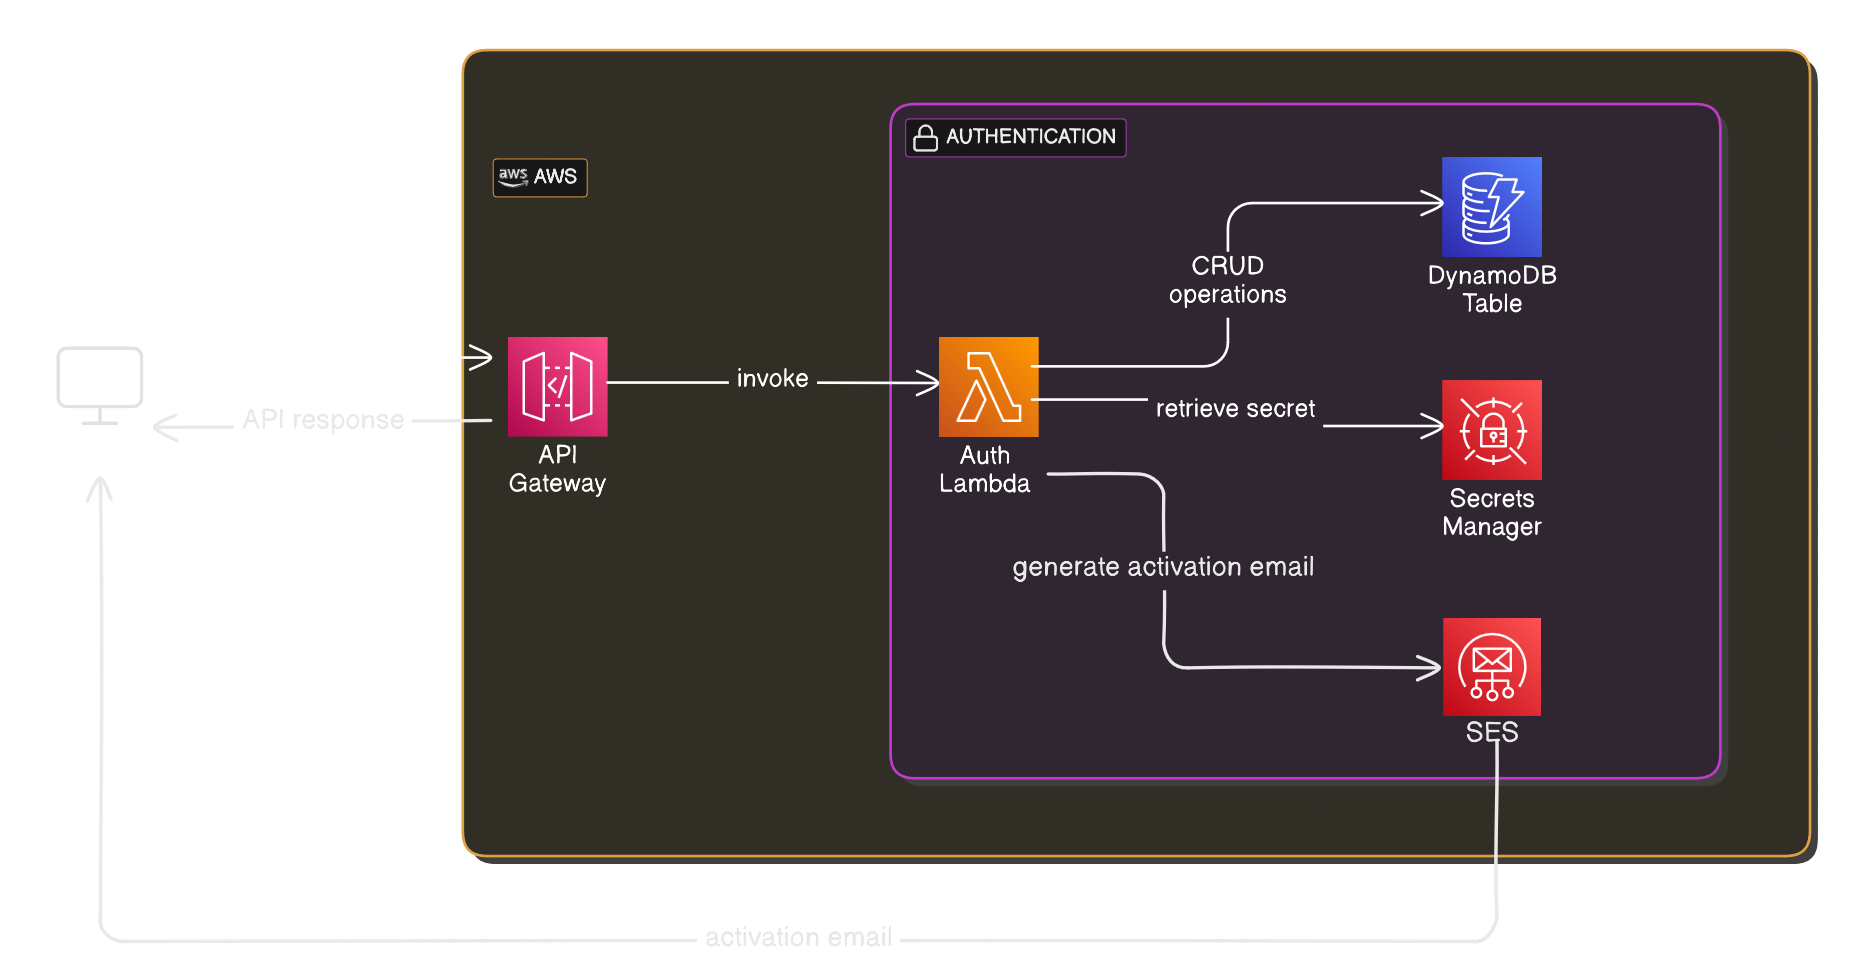 AUTHENTICATION
aws AWS
CRUD
operations
DynamoDB
Table
invoke
retrieve secret
API response
API
Gateway
Auth
Lambda
Secrets
Manager
generate activation email
SES
activation email